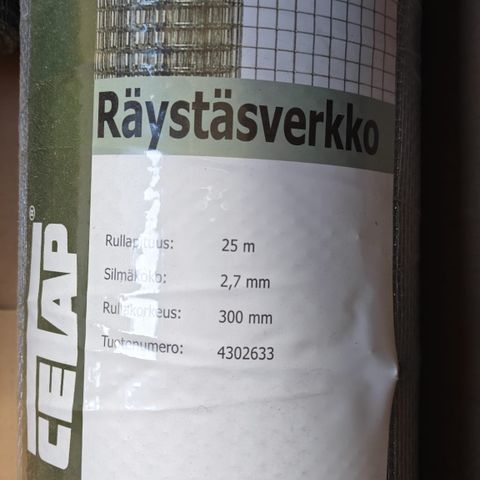 Räystäsverkko
Rullapituus: 25 m
Silmäkoko: 2,7 mm
Rullakorkeus: 300 mm
Tuotenumero: 4302633
CELAP®